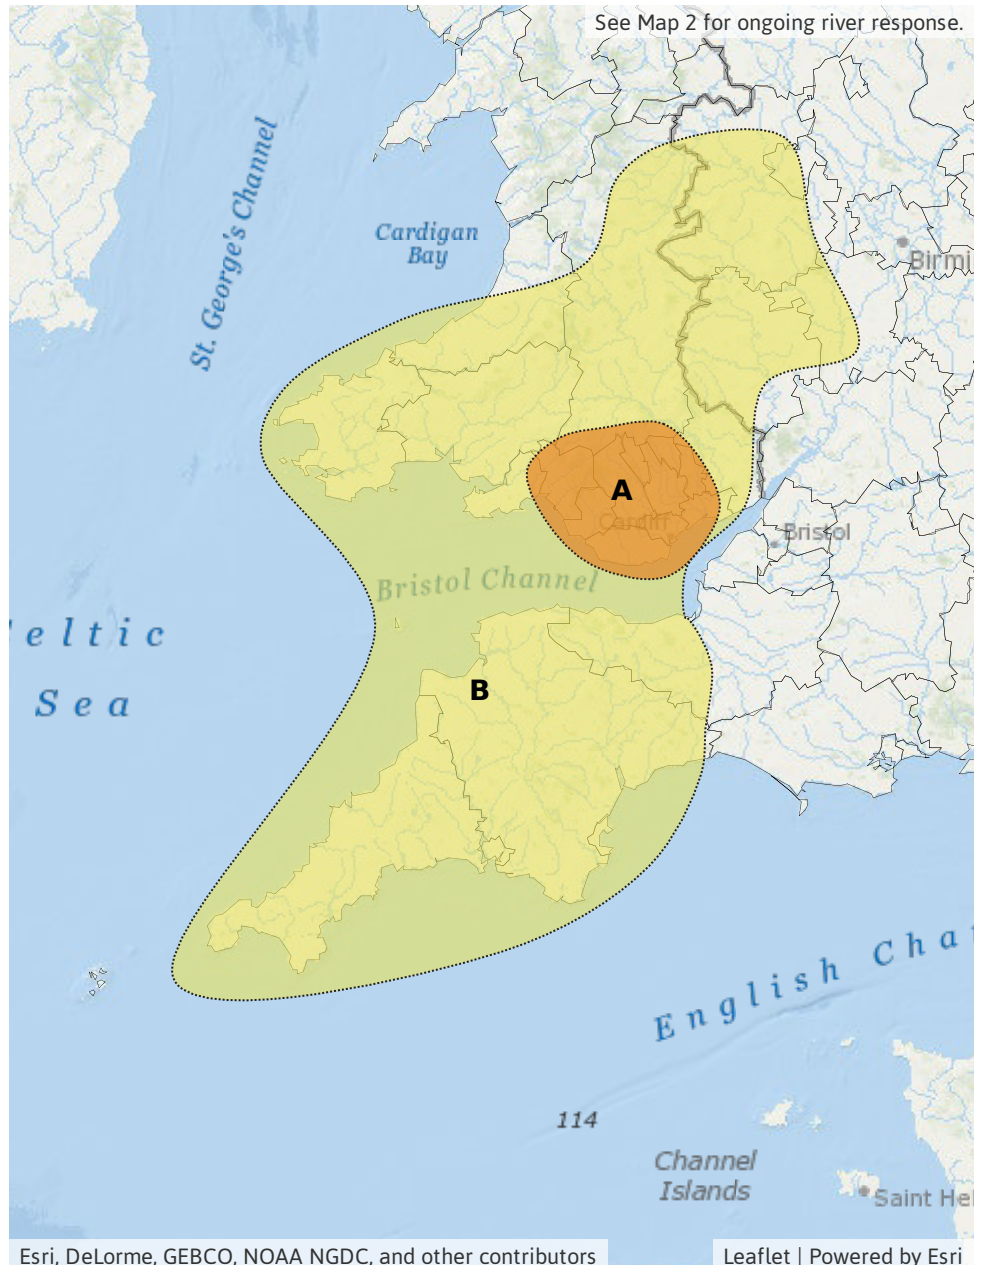 See Map 2 for ongoing river response.
St. George's Channel
Cardigan
Bay
Birmi
A
Cardiff
Bristol
Bristol Channel
eltic
Sea
B
English Cha
114
Channel
Islands
Saint Hel
Esri, DeLorme, GEBCO, NOAA NGDC, and other contributors
Leaflet | Powered by Esri